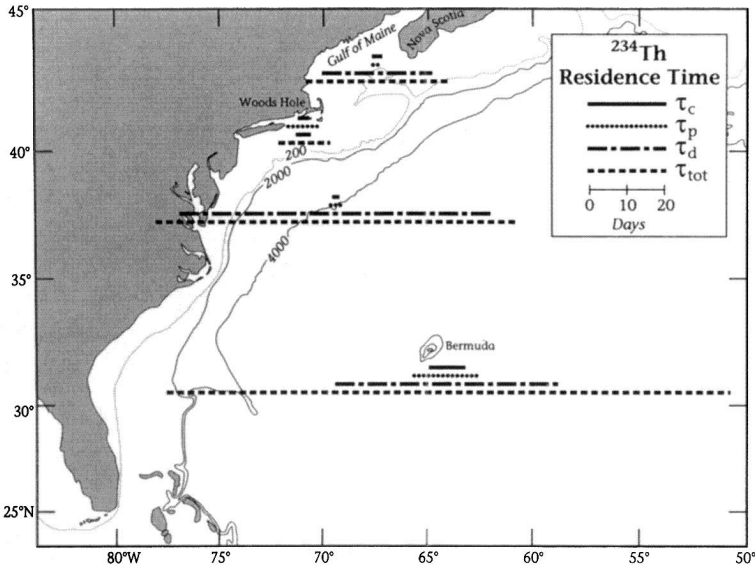 45°
40°
35°
30°
25°N
80°W
75°
70°
65°
60°
55°
50°
Gulf of Maine
Nova Scotia
Woods Hole
200
2000
4000
Bermuda
²³⁴Th
Residence Time
τc
τp
τd
τtot
0 10 20
Days